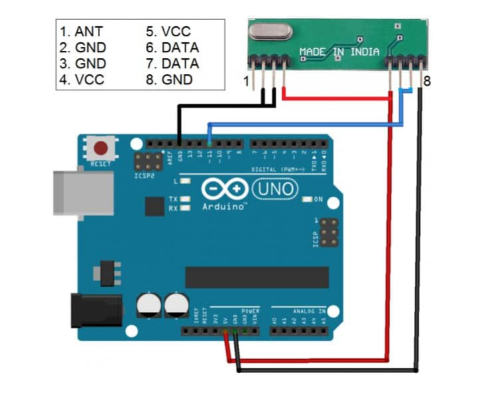 1. ANT 5. VCC
2. GND 6. DATA
3. GND 7. DATA
4. VCC 8. GND
MADE IN INDIA
1
8
RESET
ICSP2
AREF
GND
13
12
~11
~10
~9
8
7
~6
~5
4
~3
2
TX▸1
RX◂0
DIGITAL (PWM~)
L
TX
RX
UNO
Arduino™
ON
1
ICSP
IOREF
RESET
3V3
5V
GND
GND
VIN
POWER
ANALOG IN
A0
A1
A2
A3
A4
A5